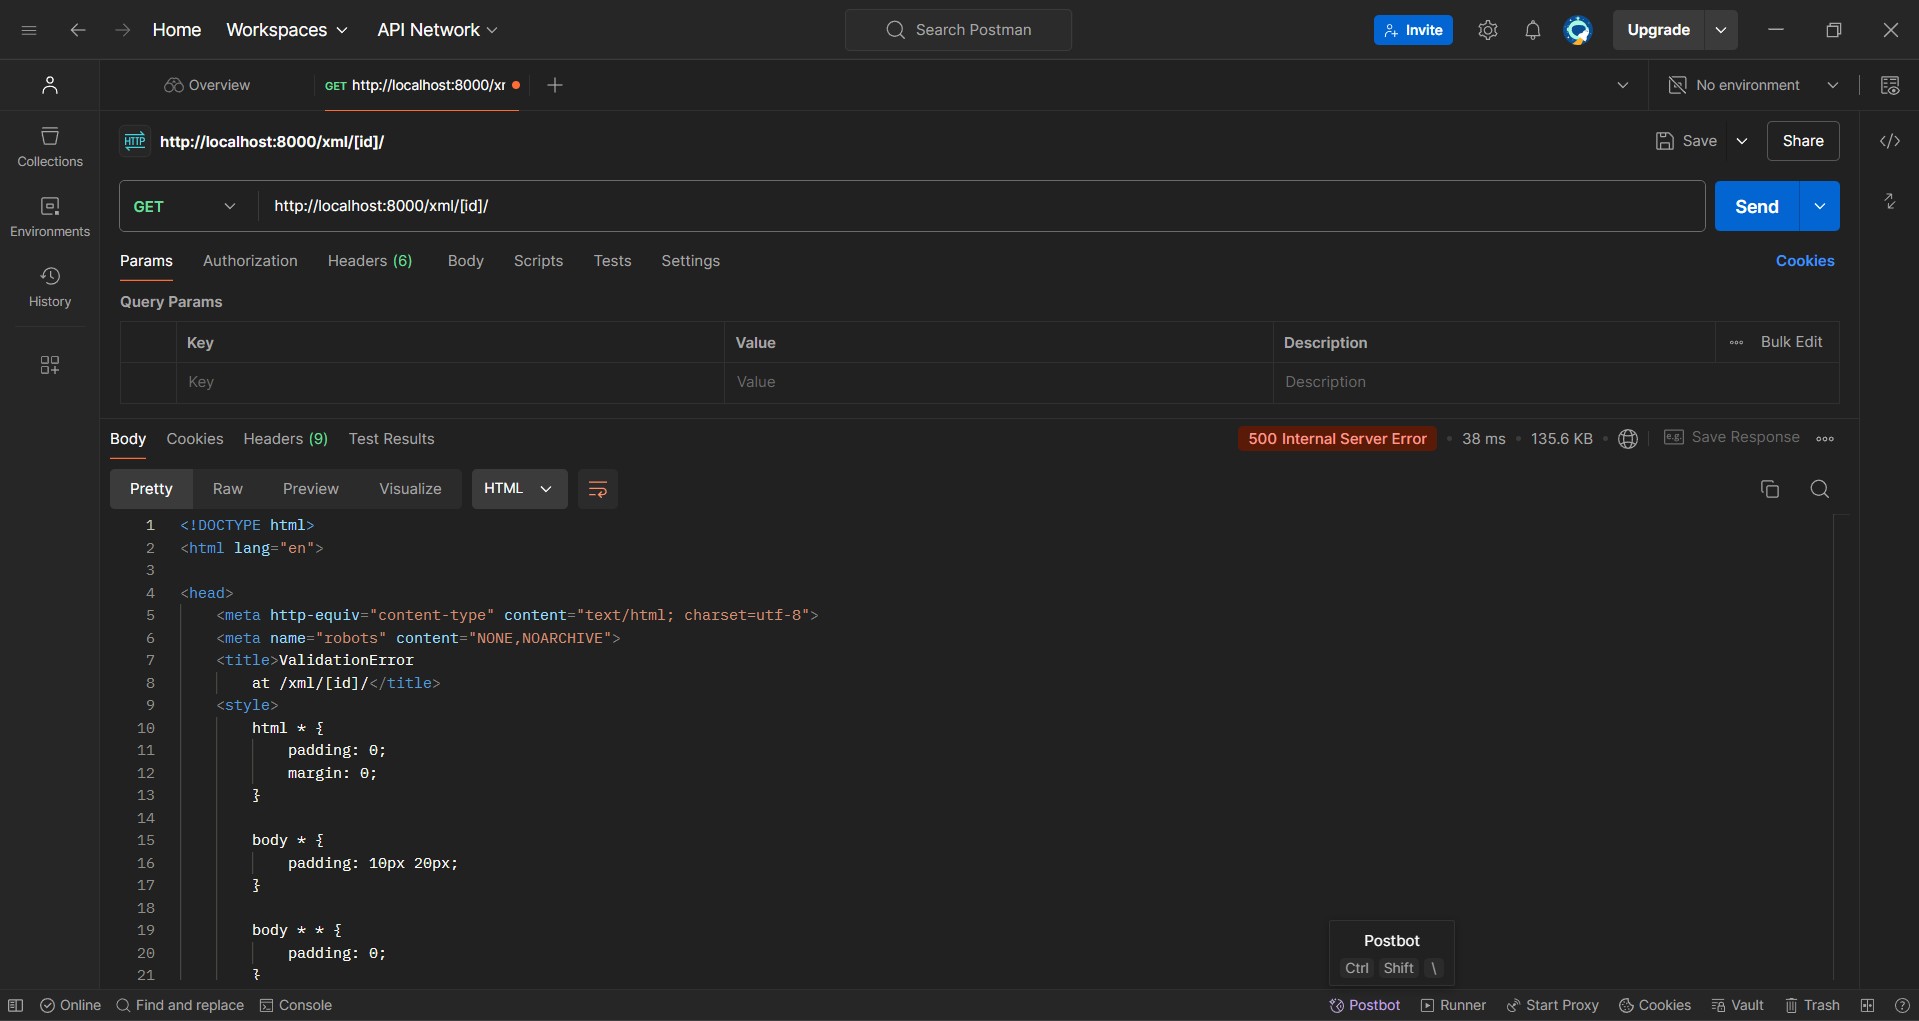 Home Workspaces API Network Search Postman Invite Upgrade
Overview GET http://localhost:8000/xr No environment
HTTP http://localhost:8000/xml/[id]/ Save Share
Collections
Environments
History
GET http://localhost:8000/xml/[id]/ Send
Params Authorization Headers (6) Body Scripts Tests Settings Cookies
Query Params
Key Value Description Bulk Edit
Key Value Description
Body Cookies Headers (9) Test Results 500 Internal Server Error 38 ms 135.6 KB e.g. Save Response
Pretty Raw Preview Visualize HTML
1 <!DOCTYPE html>
2 <html lang="en">
3
4 <head>
5 <meta http-equiv="content-type" content="text/html; charset=utf-8">
6 <meta name="robots" content="NONE,NOARCHIVE">
7 <title>ValidationError
8 at /xml/[id]/</title>
9 <style>
10 html * {
11 padding: 0;
12 margin: 0;
13 }
14
15 body * {
16 padding: 10px 20px;
17 }
18
19 body * * {
20 padding: 0;
21 }
Postbot
Ctrl Shift \
Online Find and replace Console Postbot Runner Start Proxy Cookies Vault Trash